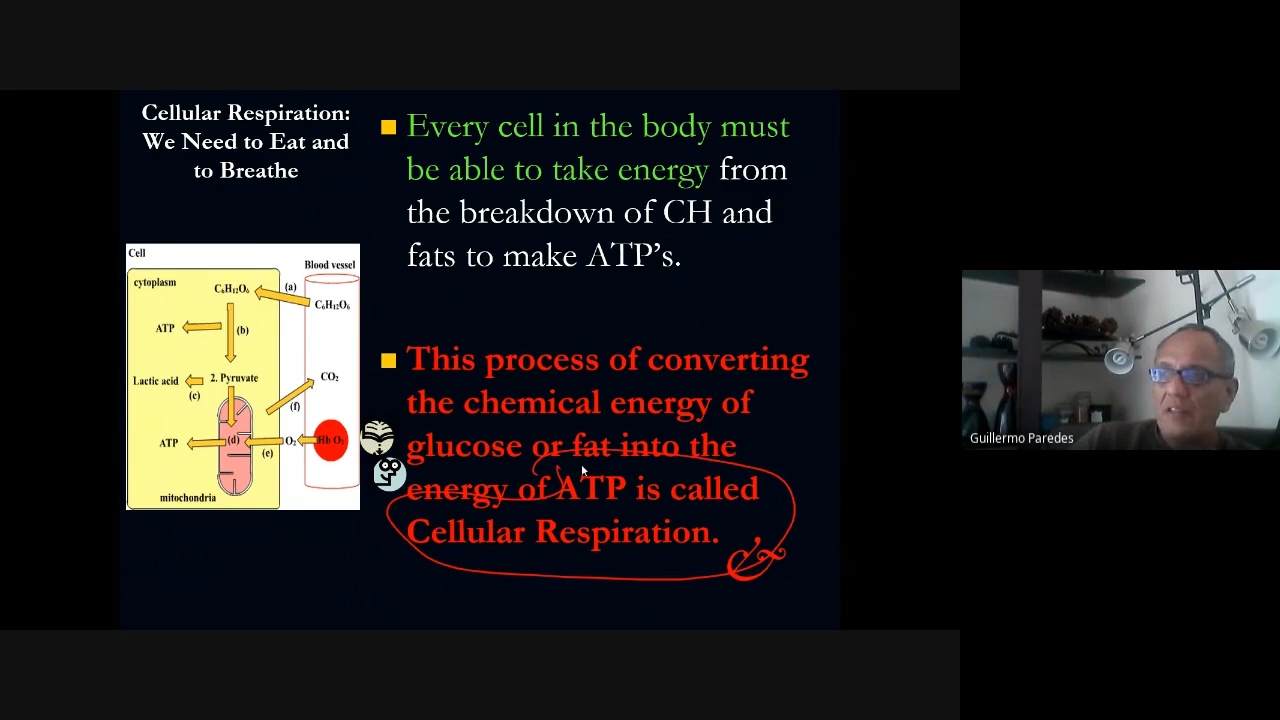 Cellular Respiration:
We Need to Eat and
to Breathe
Every cell in the body must
be able to take energy from
the breakdown of CH and
fats to make ATP’s.
This process of converting
the chemical energy of
glucose or fat into the
energy of ATP is called
Cellular Respiration.
Cell
Blood vessel
cytoplasm
C₆H₁₂O₆
(a)
C₆H₁₂O₆
ATP
(b)
Lactic acid
2. Pyruvate
CO₂
(c)
(f)
ATP
(d)
O₂
Hb O₂
(e)
mitochondria
Guillermo Paredes